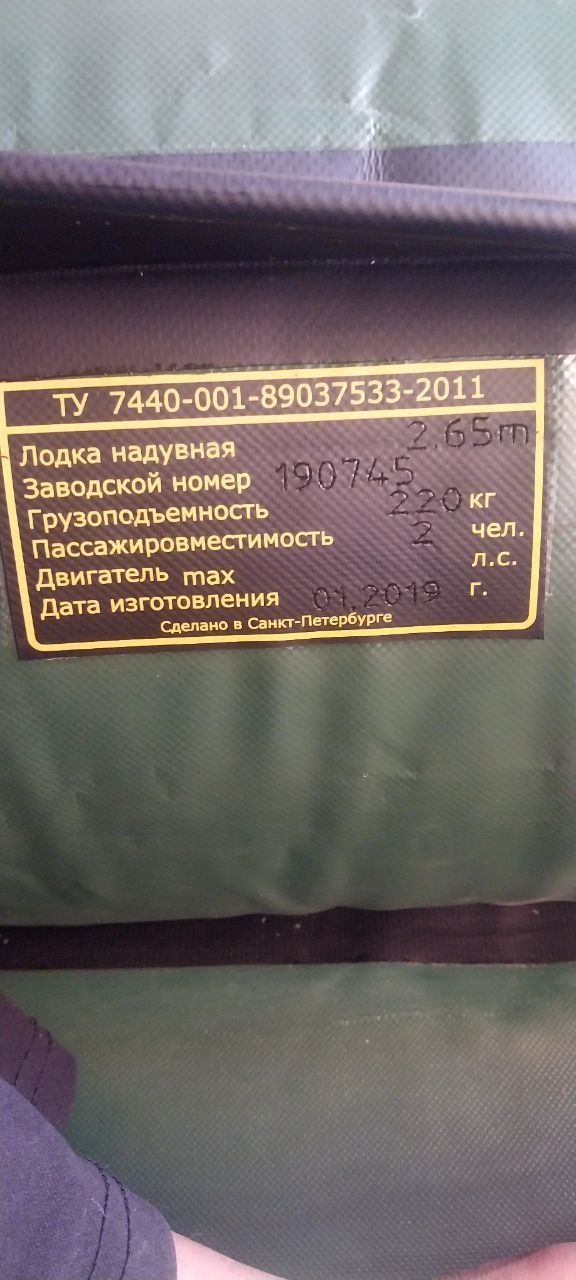 ТУ 7440-001-89037533-2011
Лодка надувная 2.65m
Заводской номер 190745
Грузоподъемность 220 кг
Пассажировместимость 2 чел.
Двигатель max л.с.
Дата изготовления 01.2019 г.
Сделано в Санкт-Петербурге